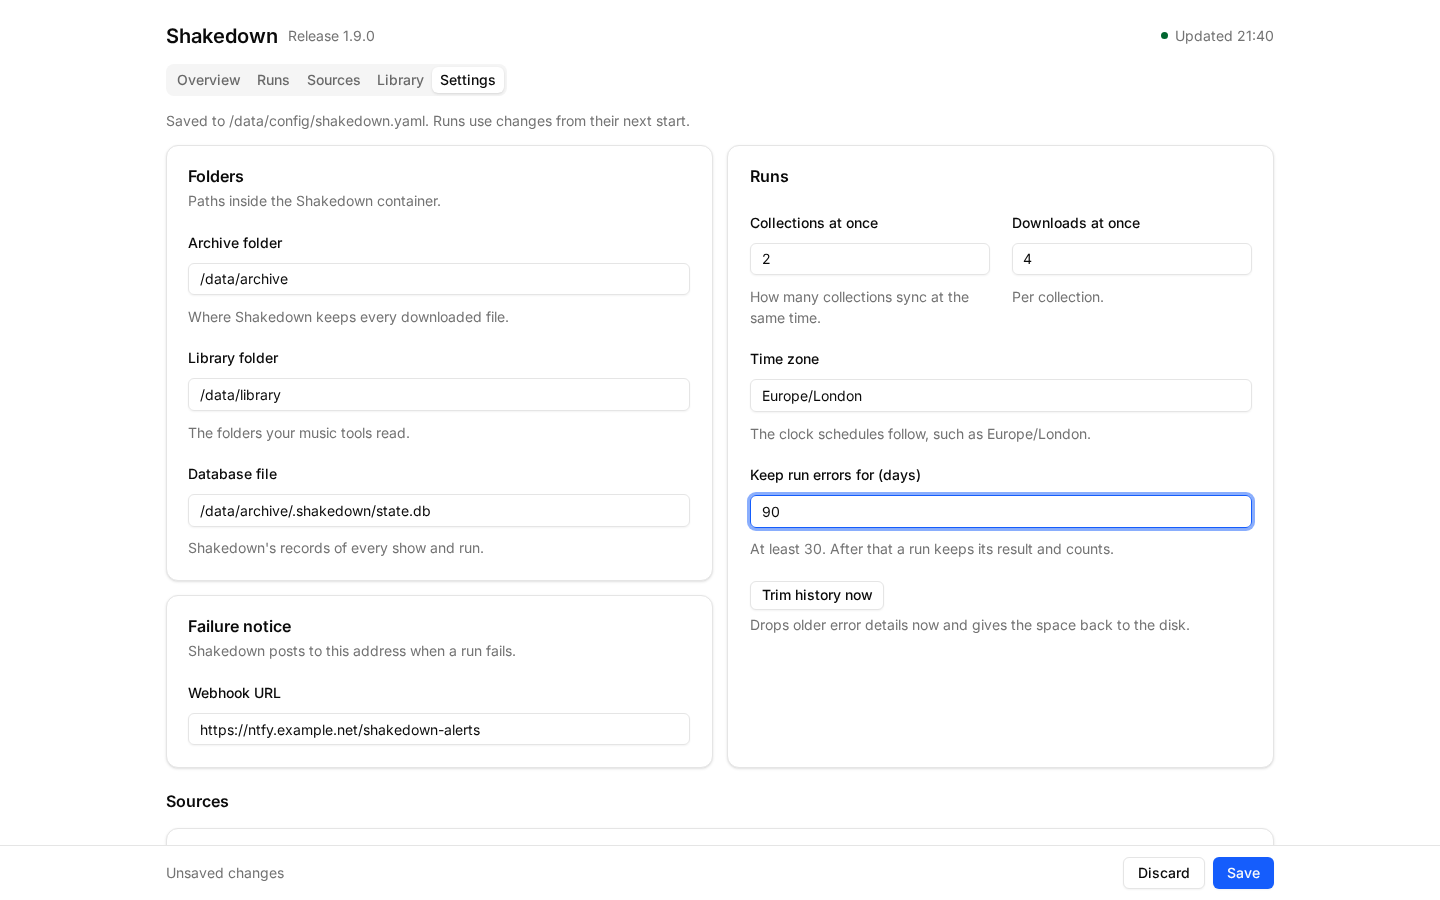 Shakedown Release 1.9.0
Updated 21:40
Overview Runs Sources Library Settings
Saved to /data/config/shakedown.yaml. Runs use changes from their next start.
Folders
Paths inside the Shakedown container.
Archive folder
/data/archive
Where Shakedown keeps every downloaded file.
Library folder
/data/library
The folders your music tools read.
Database file
/data/archive/.shakedown/state.db
Shakedown's records of every show and run.
Failure notice
Shakedown posts to this address when a run fails.
Webhook URL
https://ntfy.example.net/shakedown-alerts
Runs
Collections at once
2
How many collections sync at the
same time.
Downloads at once
4
Per collection.
Time zone
Europe/London
The clock schedules follow, such as Europe/London.
Keep run errors for (days)
90
At least 30. After that a run keeps its result and counts.
Trim history now
Drops older error details now and gives the space back to the disk.
Sources
Unsaved changes
Discard
Save